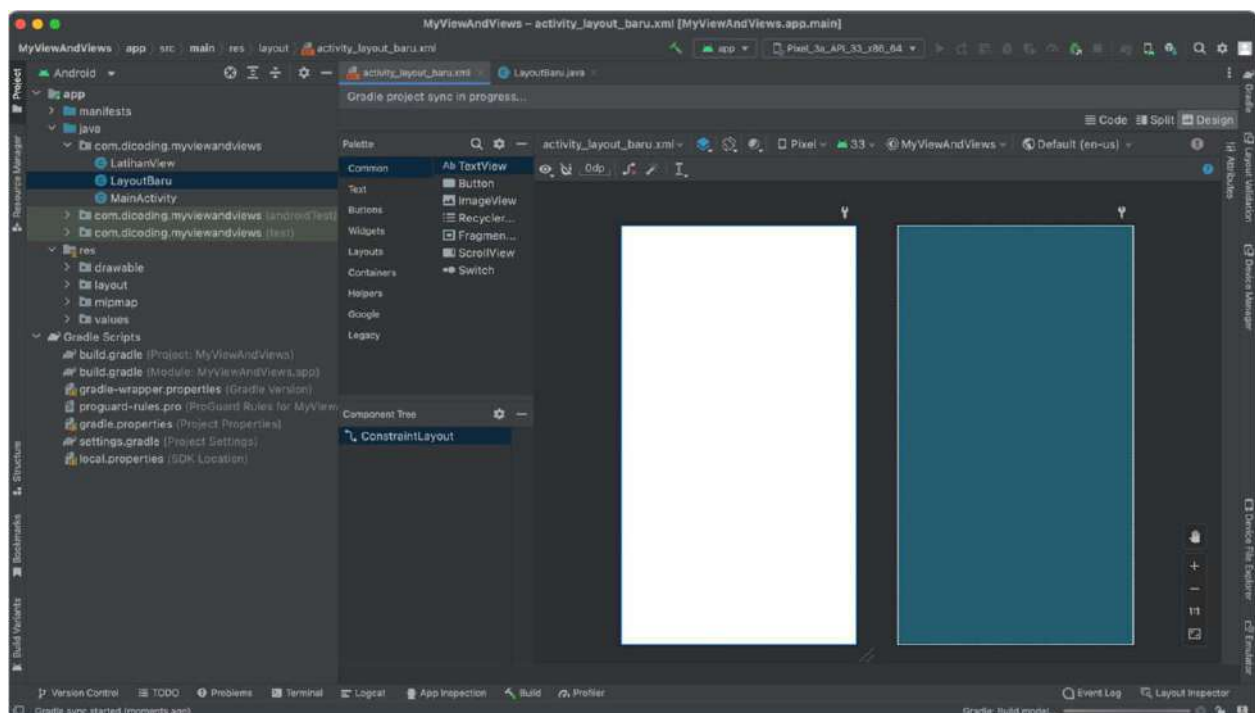 MyViewAndViews – activity_layout_baru.xml [MyViewAndViews.app.main]
MyViewAndViews app src main res layout activity_layout_baru.xml
app
Pixel_3a_API_33_x86_64
Project
Resource Manager
Structure
Bookmarks
Build Variants
Android
app
manifests
java
com.dicoding.myviewandviews
LatihanView
LayoutBaru
MainActivity
com.dicoding.myviewandviews (androidTest)
com.dicoding.myviewandviews (test)
res
drawable
layout
mipmap
values
Gradle Scripts
build.gradle (Project: MyViewAndViews)
build.gradle (Module: MyViewAndViews.app)
gradle-wrapper.properties (Gradle Version)
proguard-rules.pro (ProGuard Rules for MyView
gradle.properties (Project Properties)
settings.gradle (Project Settings)
local.properties (SDK Location)
activity_layout_baru.xml
LayoutBaru.java
Gradle project sync in progress...
Code Split Design
Palette
Common
Text
Buttons
Widgets
Layouts
Containers
Helpers
Google
Legacy
Ab TextView
Button
ImageView
Recycler...
Fragmen...
ScrollView
Switch
Component Tree
ConstraintLayout
activity_layout_baru.xml
Pixel
33
MyViewAndViews
Default (en-us)
0dp
1:1
Gradle
Layout Validation
Attributes
Device Manager
Device File Explorer
Emulator
Version Control TODO Problems Terminal Logcat App Inspection Build Profiler
Event Log Layout Inspector
Gradle sync started (moments ago)
Gradle: Build model...